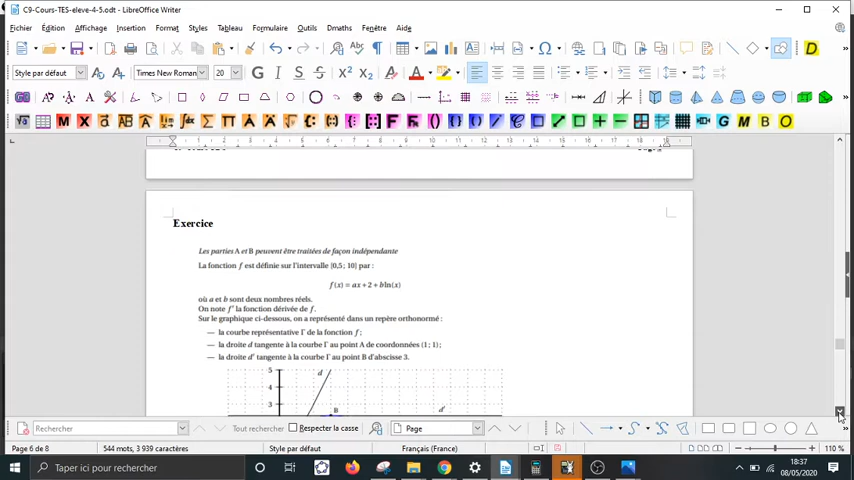 C9-Cours-TES-eleve-4-5.odt - LibreOffice Writer
Fichier Édition Affichage Insertion Format Styles Tableau Formulaire Outils Dmaths Fenêtre Aide
Style par défaut Times New Roman 20
Exercice
Les parties A et B peuvent être traitées de façon indépendante
La fonction f est définie sur l'intervalle [0,5 ; 10] par :
f(x) = ax + 2 + b ln(x)
où a et b sont deux nombres réels.
On note f' la fonction dérivée de f.
Sur le graphique ci-dessous, on a représenté dans un repère orthonormé :
— la courbe représentative Γ de la fonction f ;
— la droite d tangente à la courbe Γ au point A de coordonnées (1 ; 1) ;
— la droite d' tangente à la courbe Γ au point B d'abscisse 3.
5 d
4
3 B d'
Rechercher Tout rechercher Respecter la casse Page
Page 6 de 8 544 mots, 3 939 caractères Style par défaut Français (France) 110 %
Taper ici pour rechercher 18:37
08/05/2020